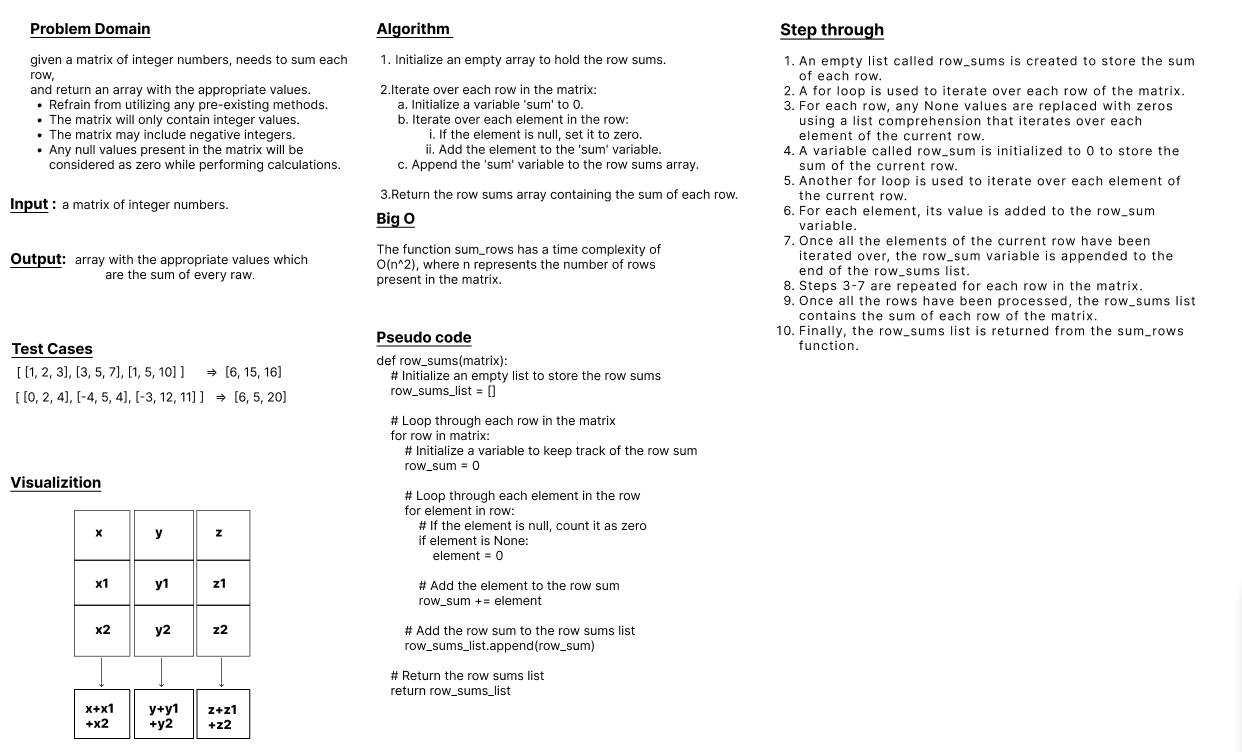 Problem Domain
given a matrix of integer numbers, needs to sum each
row,
and return an array with the appropriate values.
• Refrain from utilizing any pre-existing methods.
• The matrix will only contain integer values.
• The matrix may include negative integers.
• Any null values present in the matrix will be
considered as zero while performing calculations.
Input : a matrix of integer numbers.
Output: array with the appropriate values which
are the sum of every raw.
Test Cases
[ [1, 2, 3], [3, 5, 7], [1, 5, 10] ] ⇒ [6, 15, 16]
[ [0, 2, 4], [-4, 5, 4], [-3, 12, 11] ] ⇒ [6, 5, 20]
Visualizition
x y z
x1 y1 z1
x2 y2 z2
x+x1 y+y1 z+z1
+x2 +y2 +z2
Algorithm
1. Initialize an empty array to hold the row sums.
2.Iterate over each row in the matrix:
a. Initialize a variable 'sum' to 0.
b. Iterate over each element in the row:
i. If the element is null, set it to zero.
ii. Add the element to the 'sum' variable.
c. Append the 'sum' variable to the row sums array.
3.Return the row sums array containing the sum of each row.
Big O
The function sum_rows has a time complexity of
O(n^2), where n represents the number of rows
present in the matrix.
Pseudo code
def row_sums(matrix):
# Initialize an empty list to store the row sums
row_sums_list = []
# Loop through each row in the matrix
for row in matrix:
# Initialize a variable to keep track of the row sum
row_sum = 0
# Loop through each element in the row
for element in row:
# If the element is null, count it as zero
if element is None:
element = 0
# Add the element to the row sum
row_sum += element
# Add the row sum to the row sums list
row_sums_list.append(row_sum)
# Return the row sums list
return row_sums_list
Step through
1. An empty list called row_sums is created to store the sum
of each row.
2. A for loop is used to iterate over each row of the matrix.
3. For each row, any None values are replaced with zeros
using a list comprehension that iterates over each
element of the current row.
4. A variable called row_sum is initialized to 0 to store the
sum of the current row.
5. Another for loop is used to iterate over each element of
the current row.
6. For each element, its value is added to the row_sum
variable.
7. Once all the elements of the current row have been
iterated over, the row_sum variable is appended to the
end of the row_sums list.
8. Steps 3-7 are repeated for each row in the matrix.
9. Once all the rows have been processed, the row_sums list
contains the sum of each row of the matrix.
10. Finally, the row_sums list is returned from the sum_rows
function.